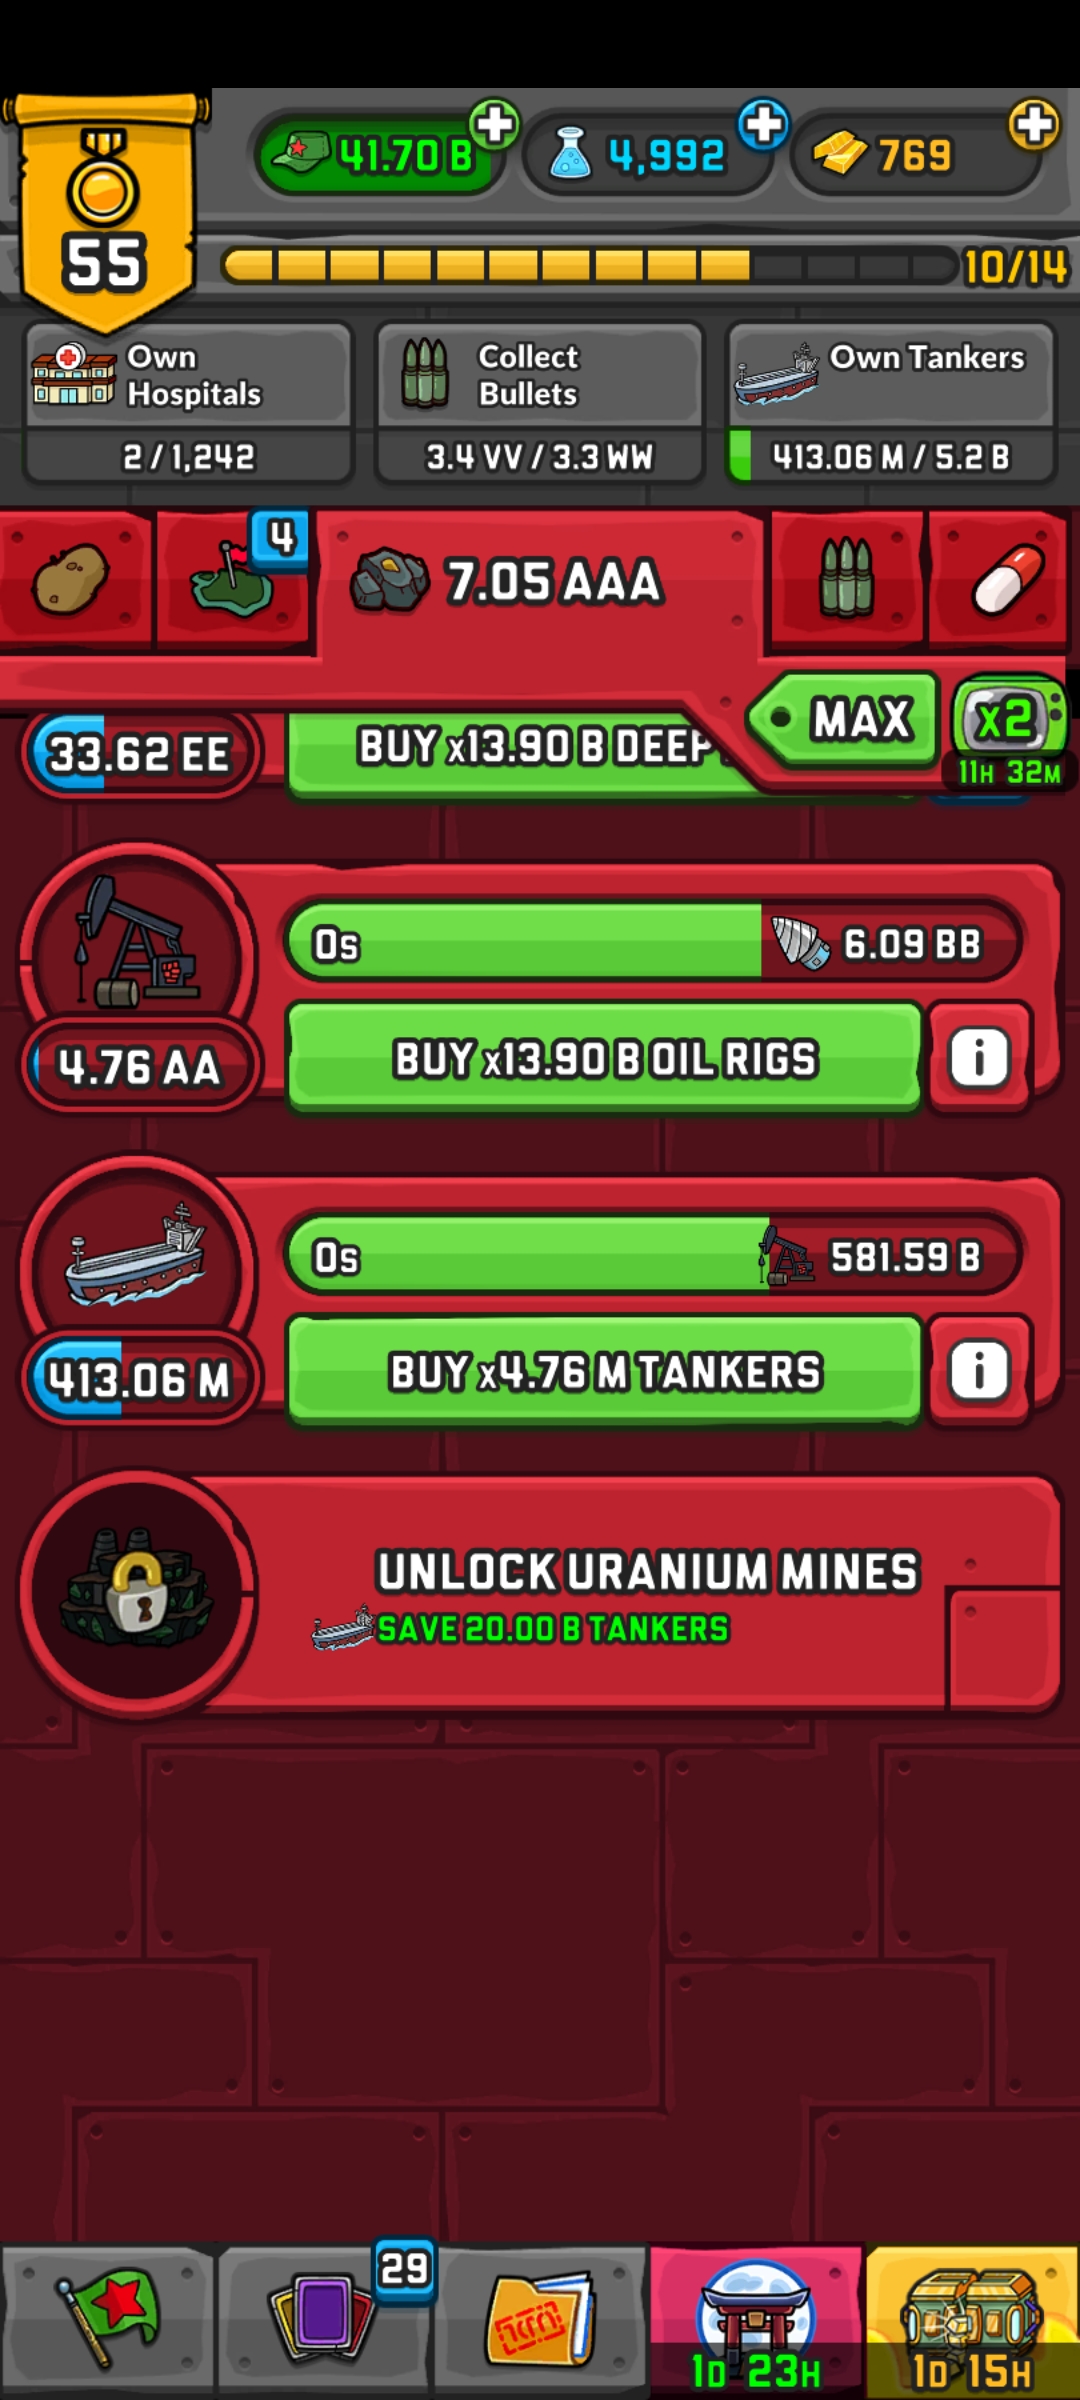 41.70 B
4,992
769
55
10/14
Own
Hospitals
2 / 1,242
Collect
Bullets
3.4 VV / 3.3 WW
Own Tankers
413.06 M / 5.2 B
4
7.05 AAA
MAX
x2
11H 32M
33.62 EE
BUY x13.90 B DEEP
0s
6.09 BB
4.76 AA
BUY x13.90 B OIL RIGS
i
0s
581.59 B
413.06 M
BUY x4.76 M TANKERS
i
UNLOCK URANIUM MINES
SAVE 20.00 B TANKERS
29
1D 23H
1D 15H